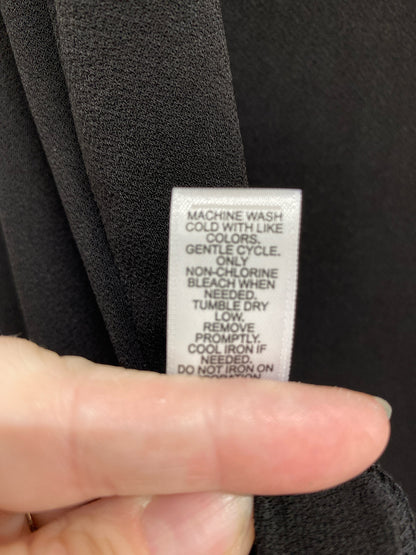 MACHINE WASH
COLD WITH LIKE
COLORS.
GENTLE CYCLE.
ONLY
NON-CHLORINE
BLEACH WHEN
NEEDED.
TUMBLE DRY
LOW.
REMOVE
PROMPTLY.
COOL IRON IF
NEEDED.
DO NOT IRON ON